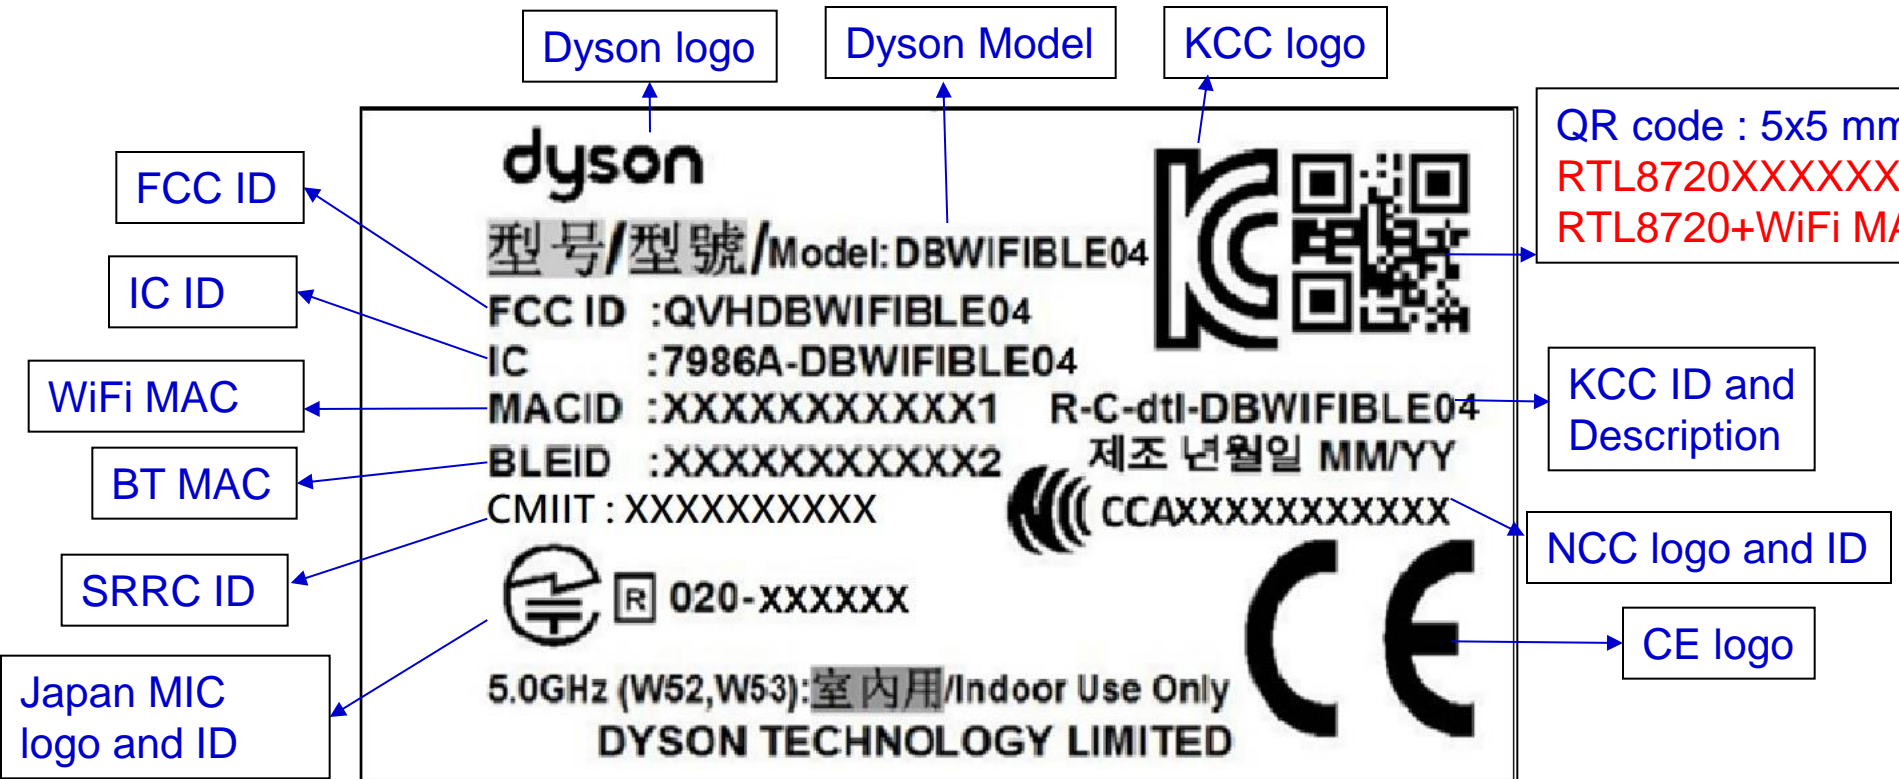 Dyson logo
Dyson Model
KCC logo
QR code : 5x5 mm
RTL8720XXXXXX
RTL8720+WiFi MA
FCC ID
IC ID
WiFi MAC
BT MAC
SRRC ID
Japan MIC
logo and ID
dyson
型号/型號/Model:DBWIFIBLE04
FCC ID :QVHDBWIFIBLE04
IC :7986A-DBWIFIBLE04
MACID :XXXXXXXXXXX1
BLEID :XXXXXXXXXXX2
CMIIT : XXXXXXXXXX
R 020-XXXXXX
5.0GHz (W52,W53):室內用/Indoor Use Only
DYSON TECHNOLOGY LIMITED
R-C-dtl-DBWIFIBLE04
제조 년월일 MM/YY
CCAXXXXXXXXXXX
CE
KCC ID and
Description
NCC logo and ID
CE logo